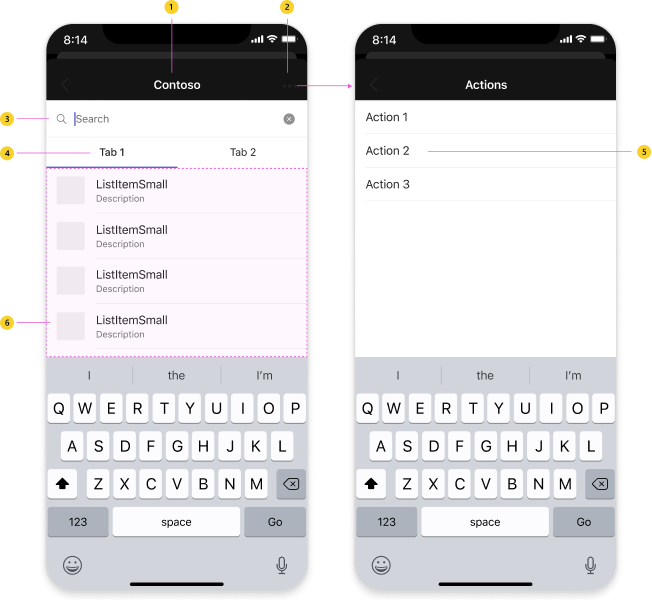 1
2
8:14
Contoso
3
Search
4
Tab 1 Tab 2
ListItemSmall
Description
ListItemSmall
Description
ListItemSmall
Description
6
ListItemSmall
Description
I the I'm
Q W E R T Y U I O P
A S D F G H J K L
Z X C V B N M
123 space Go
8:14
Actions
Action 1
Action 2
5
Action 3
I the I'm
Q W E R T Y U I O P
A S D F G H J K L
Z X C V B N M
123 space Go